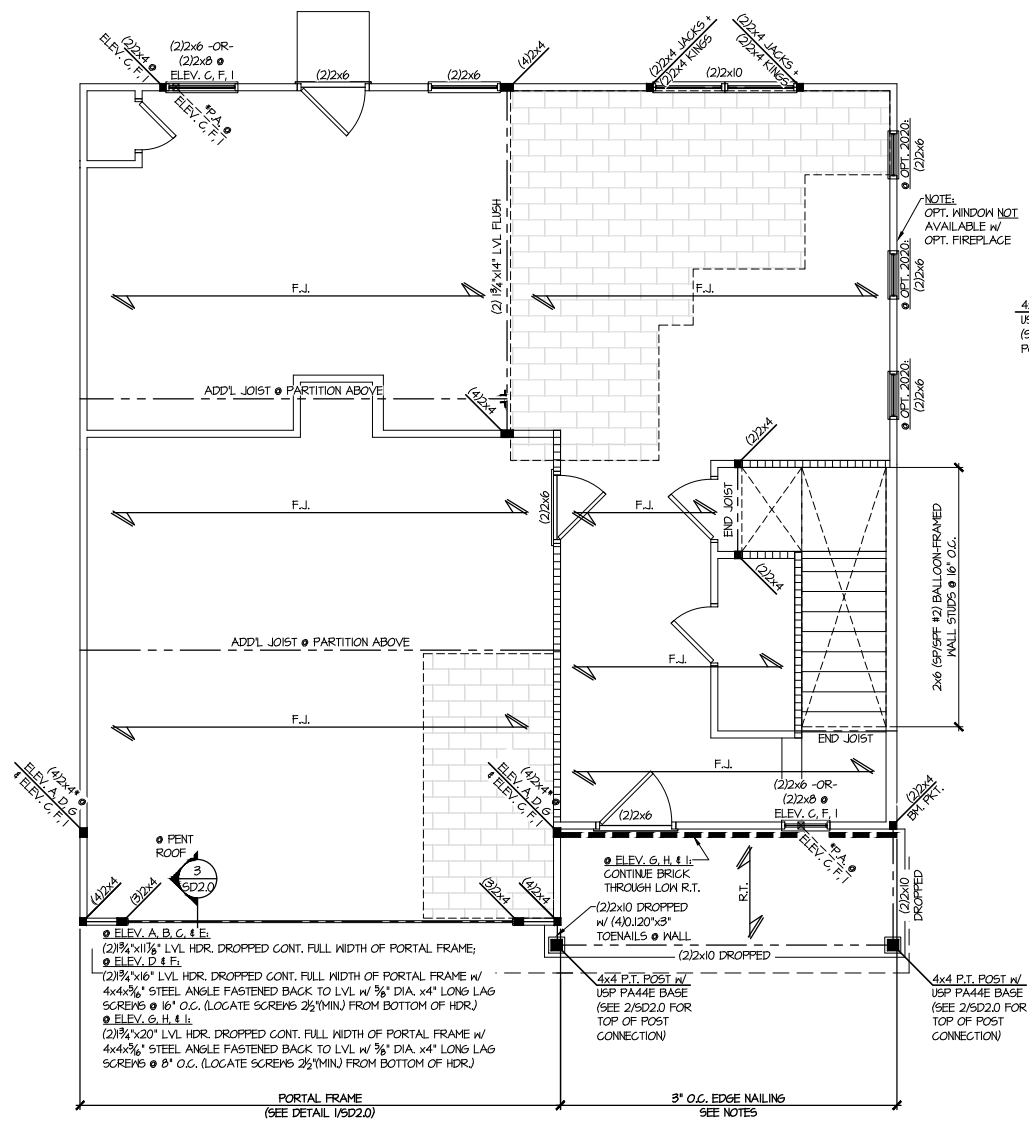 (2)2x4 @
ELEV. C, F, I
(2)2x6 -OR-
(2)2x8 @
ELEV. C, F, I
*P.A. @
ELEV. C, F, I
(2)2x6
(2)2x6
(4)2x4
(2)2x4 JACKS +
(2)2x4 KINGS
(2)2x10
(2)2x4 JACKS +
(2)2x4 KINGS
@ OPT. 2020:
(2)2x6
NOTE:
OPT. WINDOW NOT
AVAILABLE W/
OPT. FIREPLACE
(2) 1¾"x14" LVL FLUSH
@ OPT. 2020:
(2)2x6
F.J.
F.J.
@ OPT. 2020:
(2)2x6
ADD'L JOIST @ PARTITION ABOVE
(4)2x4
(2)2x4
F.J.
(2)2x6
F.J.
END JOIST
(2)2x4
2x6 (SP/SPF #2) BALLOON-FRAMED
WALL STUDS @ 16" O.C.
ADD'L JOIST @ PARTITION ABOVE
F.J.
F.J.
END JOIST
F.J.
(4)2x4* @
ELEV. A, D, G
& ELEV. C, F, I
(4)2x4* @
ELEV. A, D, G
& ELEV. C, F, I
(2)2x6
(2)2x6 -OR-
(2)2x8 @
ELEV. C, F, I
(2)2x4
BM. PKT.
*P.A. @
ELEV. C, F, I
@ PENT
ROOF
3
SD2.0
@ ELEV. G, H, & I:
CONTINUE BRICK
THROUGH LOW R.T.
R.T.
(4)2x4
(3)2x4
(3)2x4
(4)2x4
(2)2x10 DROPPED
W/ (4)0.120"x3"
TOENAILS @ WALL
(2)2x10
DROPPED
(2)2x10 DROPPED
@ ELEV. A, B, C, & E:
(2)1¾"x11⅞" LVL HDR. DROPPED CONT. FULL WIDTH OF PORTAL FRAME;
@ ELEV. D & F:
(2)1¾"x16" LVL HDR. DROPPED CONT. FULL WIDTH OF PORTAL FRAME W/
4x4x5/16" STEEL ANGLE FASTENED BACK TO LVL W/ ⅝" DIA. x4" LONG LAG
SCREWS @ 16" O.C. (LOCATE SCREWS 2½"(MIN.) FROM BOTTOM OF HDR.)
@ ELEV. G, H, & I:
(2)1¾"x20" LVL HDR. DROPPED CONT. FULL WIDTH OF PORTAL FRAME W/
4x4x5/16" STEEL ANGLE FASTENED BACK TO LVL W/ ⅝" DIA. x4" LONG LAG
SCREWS @ 8" O.C. (LOCATE SCREWS 2½"(MIN.) FROM BOTTOM OF HDR.)
4x4 P.T. POST W/
USP PA44E BASE
(SEE 2/SD2.0 FOR
TOP OF POST
CONNECTION)
4x4 P.T. POST W/
USP PA44E BASE
(SEE 2/SD2.0 FOR
TOP OF POST
CONNECTION)
PORTAL FRAME
(SEE DETAIL 1/SD2.0)
3" O.C. EDGE NAILING
SEE NOTES